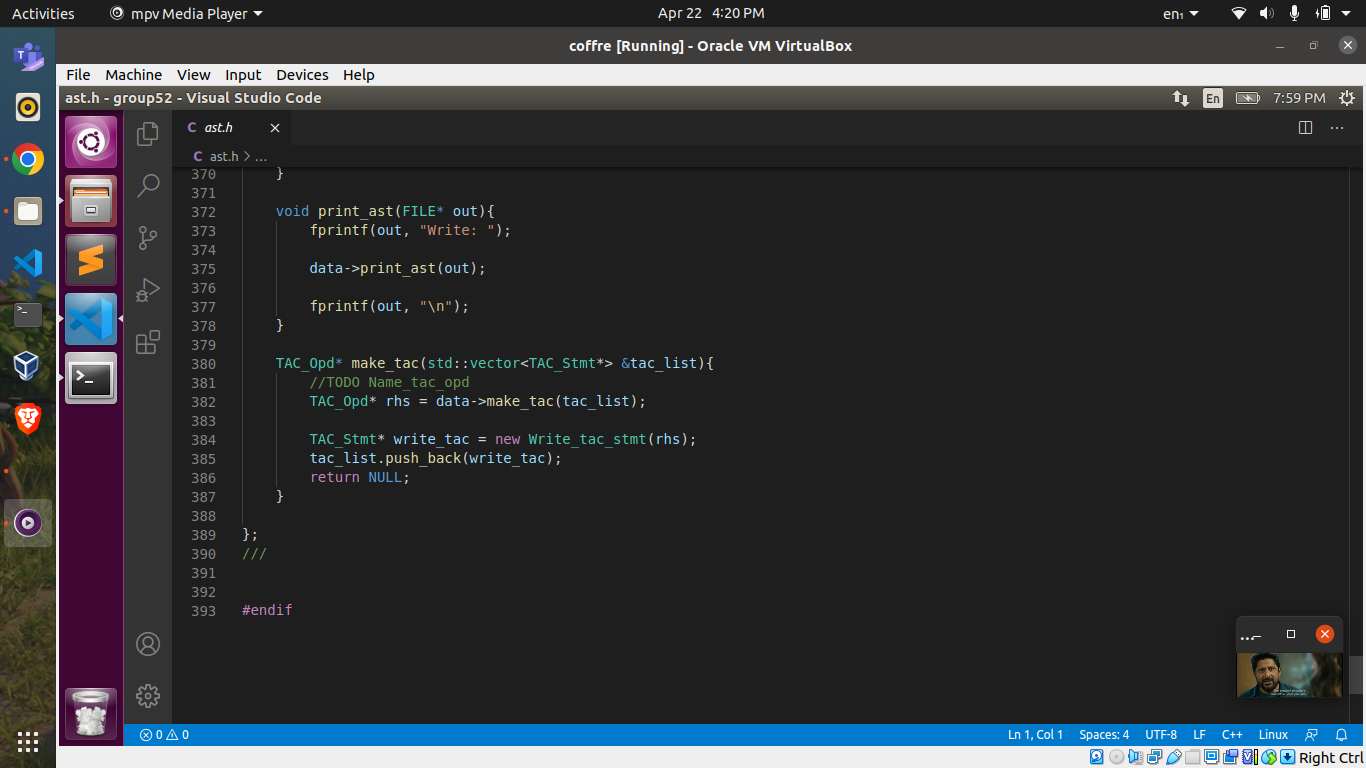 Activities
mpv Media Player
Apr 22 4:20 PM
en₁
coffre [Running] - Oracle VM VirtualBox
File Machine View Input Devices Help
ast.h - group52 - Visual Studio Code
En
7:59 PM
C ast.h
C ast.h > ...
370 }
371
372 void print_ast(FILE* out){
373 fprintf(out, "Write: ");
374
375 data->print_ast(out);
376
377 fprintf(out, "\n");
378 }
379
380 TAC_Opd* make_tac(std::vector<TAC_Stmt*> &tac_list){
381 //TODO Name_tac_opd
382 TAC_Opd* rhs = data->make_tac(tac_list);
383
384 TAC_Stmt* write_tac = new Write_tac_stmt(rhs);
385 tac_list.push_back(write_tac);
386 return NULL;
387 }
388
389 };
390 ///
391
392
393 #endif
...
0 0
Ln 1, Col 1
Spaces: 4
UTF-8
LF
C++
Linux
Right Ctrl